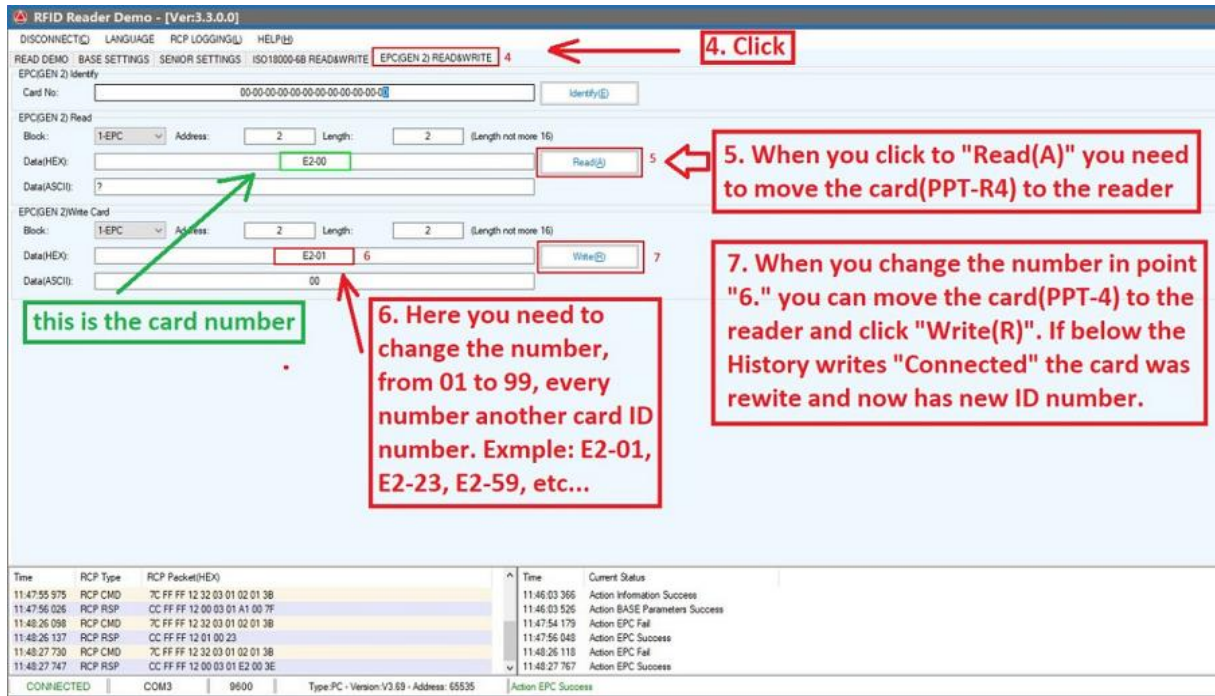 RFID Reader Demo - [Ver:3.3.0.0]
DISCONNECT(C) LANGUAGE RCP LOGGING(L) HELP(H)
READ DEMO BASE SETTINGS SENIOR SETTINGS ISO18000-6B READ&WRITE EPC(GEN 2) READ&WRITE 4
4. Click
EPC(GEN 2) Identify
Card No: 00-00-00-00-00-00-00-00-00-00-00-00 Identify(E)
EPC(GEN 2) Read
Block: 1-EPC Address: 2 Length: 2 (Length not more 16)
Data(HEX): E2-00 Read(A) 5
Data(ASCII): ?
5. When you click to "Read(A)" you need
to move the card(PPT-R4) to the reader
EPC(GEN 2)Write Card
Block: 1-EPC Address: 2 Length: 2 (Length not more 16)
Data(HEX): E2-01 6 Write(R) 7
Data(ASCII): 00
this is the card number
6. Here you need to
change the number,
from 01 to 99, every
number another card ID
number. Exmple: E2-01,
E2-23, E2-59, etc...
7. When you change the number in point
"6." you can move the card(PPT-4) to the
reader and click "Write(R)". If below the
History writes "Connected" the card was
rewite and now has new ID number.
Time RCP Type RCP Packet(HEX)
11:47:55 975 RCP CMD 7C FF FF 12 32 03 01 02 01 3B
11:47:56 026 RCP RSP CC FF FF 12 00 03 01 A1 00 7F
11:48:26 098 RCP CMD 7C FF FF 12 32 03 01 02 01 3B
11:48:26 137 RCP RSP CC FF FF 12 01 00 23
11:48:27 730 RCP CMD 7C FF FF 12 32 03 01 02 01 3B
11:48:27 747 RCP RSP CC FF FF 12 00 03 01 E2 00 3E
Time Current Status
11:46:03 366 Action Information Success
11:46:03 526 Action BASE Parameters Success
11:47:54 179 Action EPC Fail
11:47:56 048 Action EPC Success
11:48:26 118 Action EPC Fail
11:48:27 767 Action EPC Success
CONNECTED COM3 9600 Type:PC - Version:V3.69 - Address: 65535 Action EPC Success